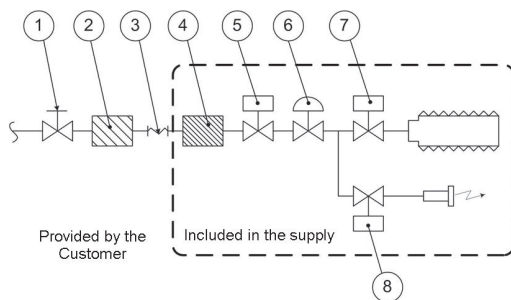 1
2
3
4
5
6
7
Provided by the
Customer
Included in the supply
8